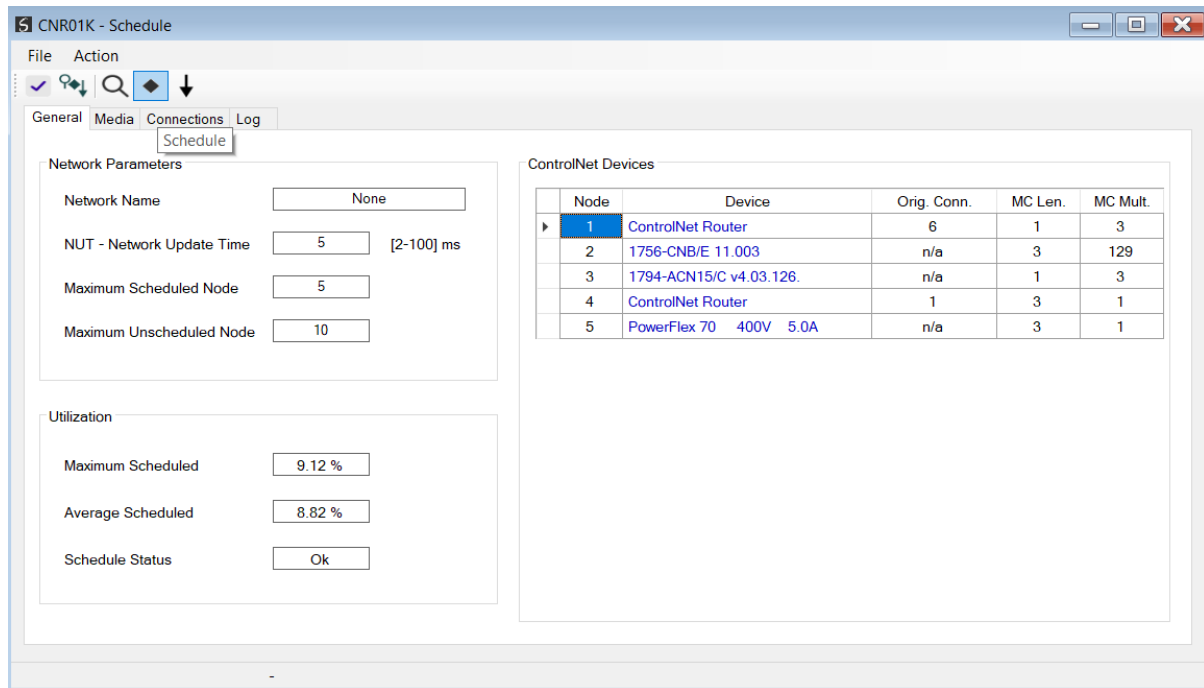 CNR01K - Schedule
File Action
General Media Connections Log
Schedule
Network Parameters
Network Name None
NUT - Network Update Time 5 [2-100] ms
Maximum Scheduled Node 5
Maximum Unscheduled Node 10
Utilization
Maximum Scheduled 9.12 %
Average Scheduled 8.82 %
Schedule Status Ok
ControlNet Devices
Node Device Orig. Conn. MC Len. MC Mult.
1 ControlNet Router 6 1 3
2 1756-CNB/E 11.003 n/a 3 129
3 1794-ACN15/C v4.03.126. n/a 1 3
4 ControlNet Router 1 3 1
5 PowerFlex 70 400V 5.0A n/a 3 1
-